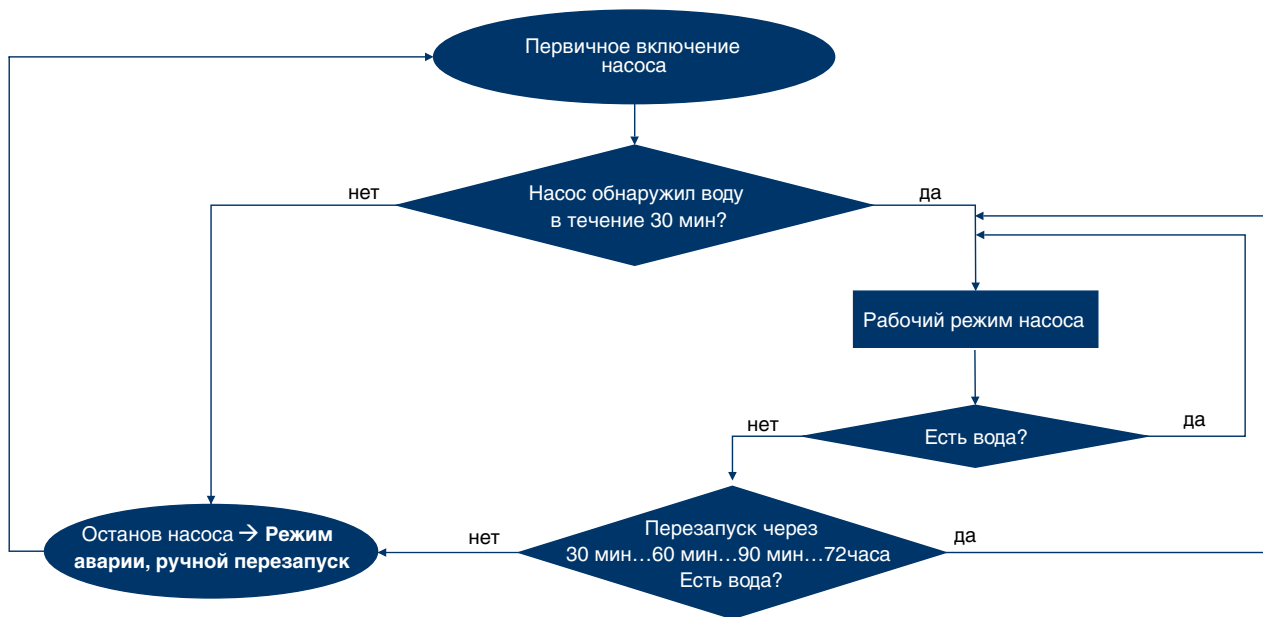 Первичное включение
насоса
нет
Насос обнаружил воду
в течение 30 мин?
да
Рабочий режим насоса
нет
Есть вода?
да
Останов насоса → Режим
аварии, ручной перезапуск
нет
Перезапуск через
30 мин…60 мин…90 мин…72часа
Есть вода?
да